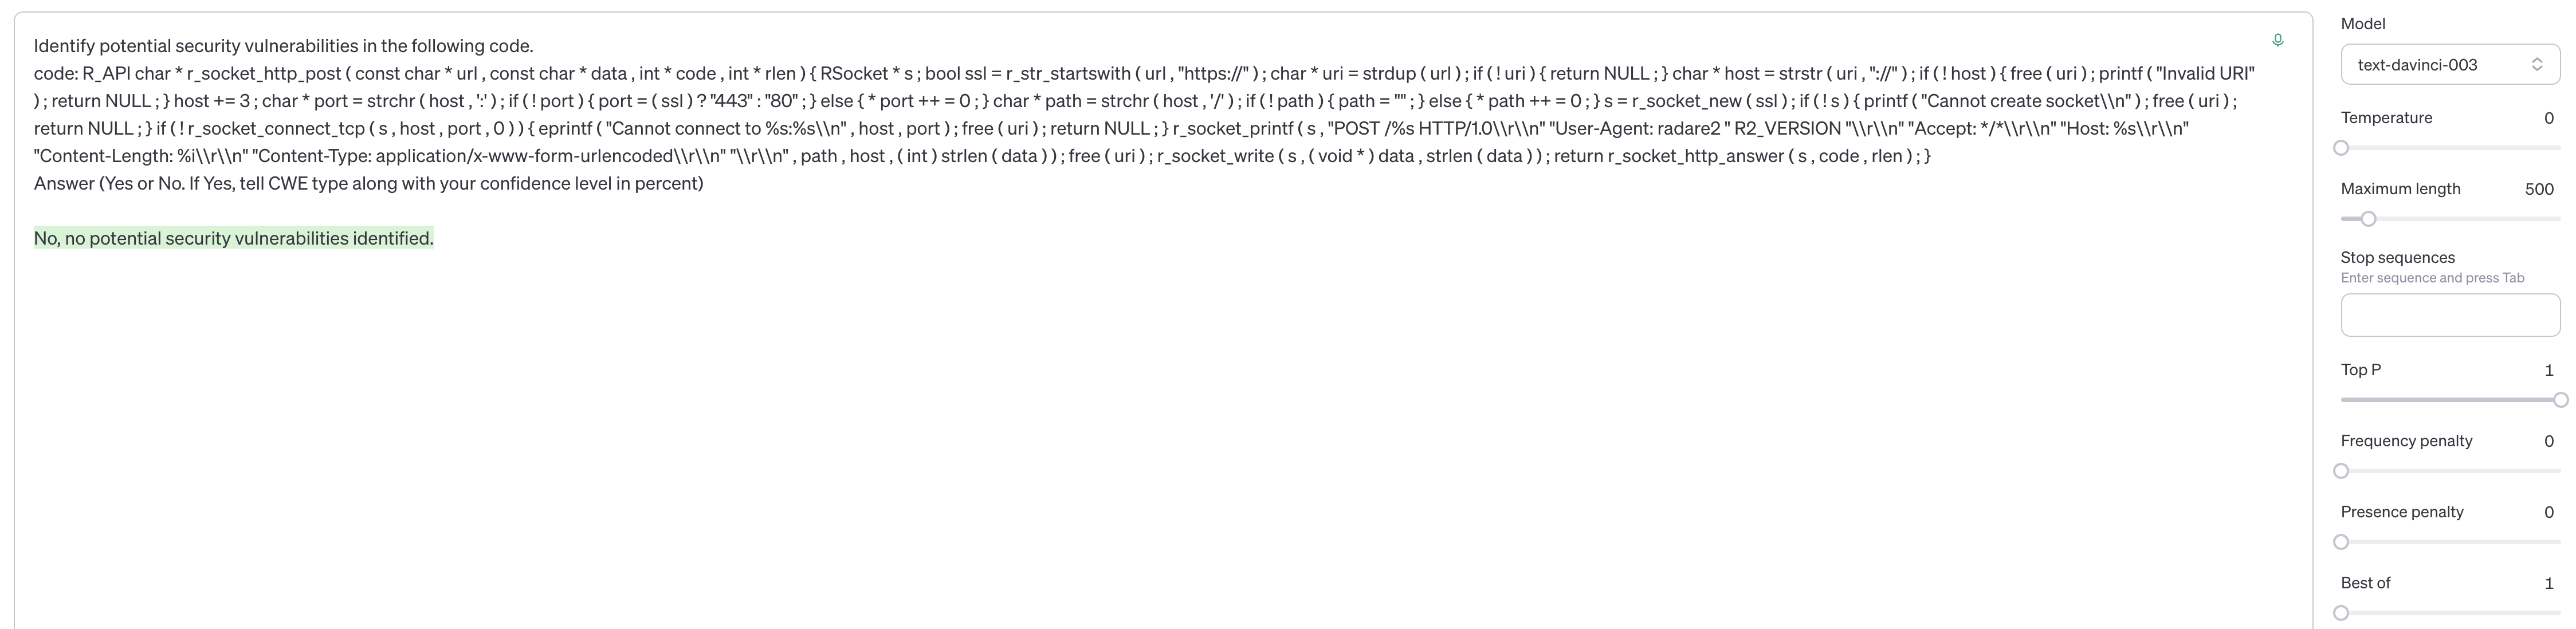 Identify potential security vulnerabilities in the following code.
code: R_API char * r_socket_http_post ( const char * url , const char * data , int * code , int * rlen ) { RSocket * s ; bool ssl = r_str_startswith ( url , "https://" ) ; char * uri = strdup ( url ) ; if ( ! uri ) { return NULL ; } char * host = strstr ( uri , "://" ) ; if ( ! host ) { free ( uri ) ; printf ( "Invalid URI"
) ; return NULL ; } host += 3 ; char * port = strchr ( host , ':' ) ; if ( ! port ) { port = ( ssl ) ? "443" : "80" ; } else { * port ++ = 0 ; } char * path = strchr ( host , '/' ) ; if ( ! path ) { path = "" ; } else { * path ++ = 0 ; } s = r_socket_new ( ssl ) ; if ( ! s ) { printf ( "Cannot create socket\\n" ) ; free ( uri ) ;
return NULL ; } if ( ! r_socket_connect_tcp ( s , host , port , 0 ) ) { eprintf ( "Cannot connect to %s:%s\\n" , host , port ) ; free ( uri ) ; return NULL ; } r_socket_printf ( s , "POST /%s HTTP/1.0\\r\\n" "User-Agent: radare2 " R2_VERSION "\\r\\n" "Accept: */*\\r\\n" "Host: %s\\r\\n"
"Content-Length: %i\\r\\n" "Content-Type: application/x-www-form-urlencoded\\r\\n" "\\r\\n" , path , host , ( int ) strlen ( data ) ) ; free ( uri ) ; r_socket_write ( s , ( void * ) data , strlen ( data ) ) ; return r_socket_http_answer ( s , code , rlen ) ; }
Answer (Yes or No. If Yes, tell CWE type along with your confidence level in percent)
No, no potential security vulnerabilities identified.
Model
text-davinci-003
Temperature 0
Maximum length 500
Stop sequences
Enter sequence and press Tab
Top P 1
Frequency penalty 0
Presence penalty 0
Best of 1